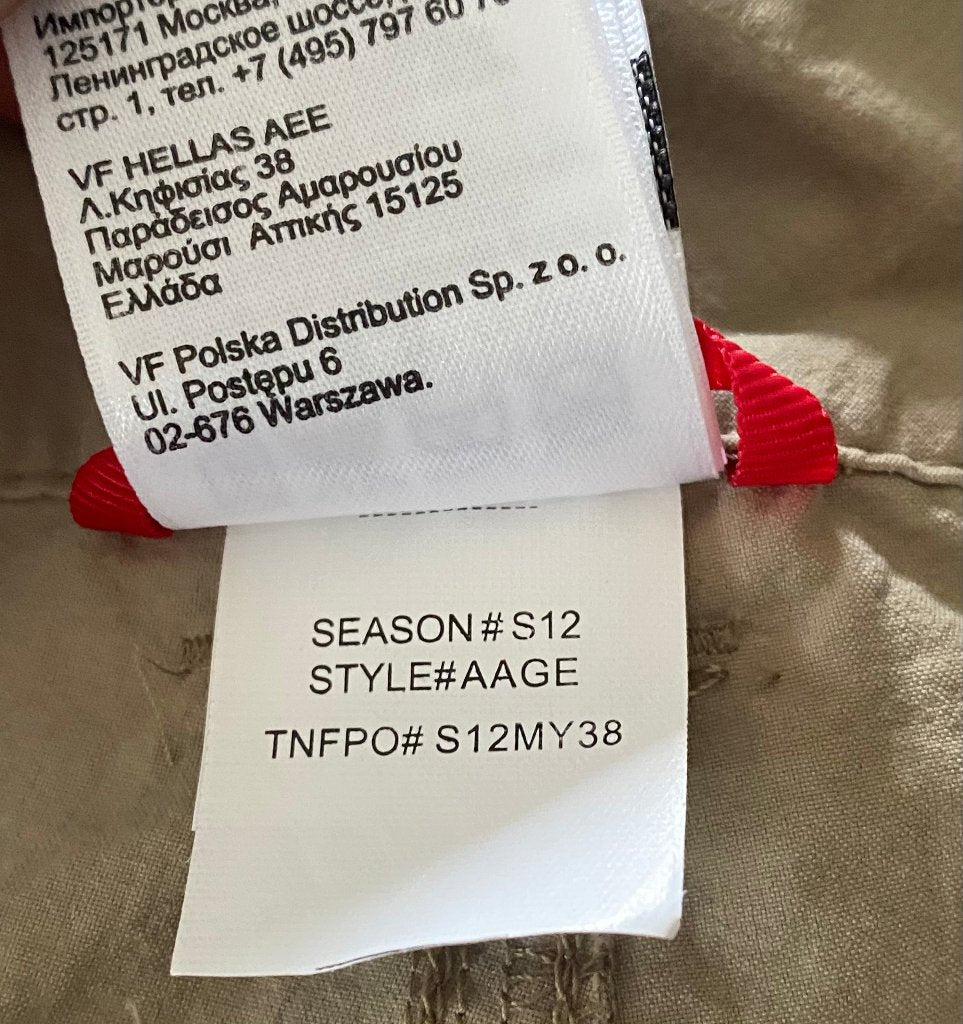 125171 Москва,
Ленинградское
стр. 1, тел. +7 (495) 797 60
VF HELLAS AEE
Λ.Κηφισίας 38
Παράδεισος Αμαρουσίου
Μαρούσι Αττικής 15125
Ελλάδα
VF Polska Distribution Sp. z o. o.
Ul. Postępu 6
02-676 Warszawa.
SEASON# S12
STYLE#AAGE
TNFPO# S12MY38